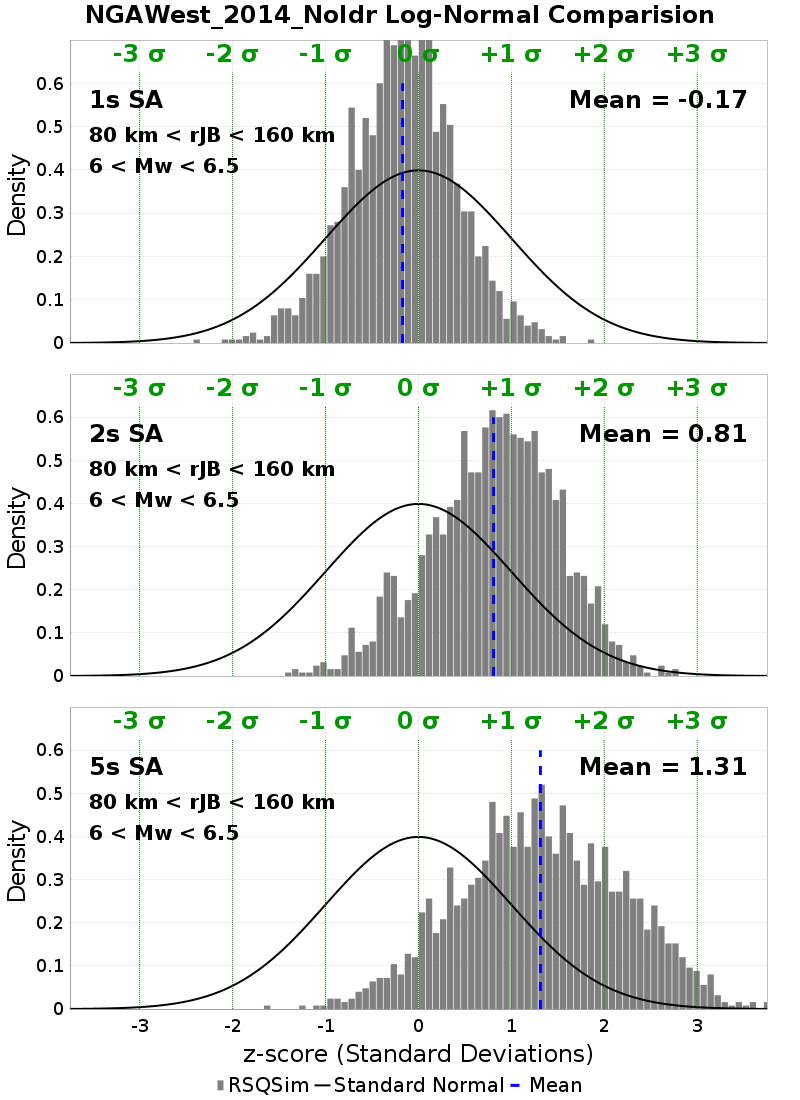 NGAWest_2014_NoIdr Log-Normal Comparision
-3 σ -2 σ -1 σ 0 σ +1 σ +2 σ +3 σ
1s SA Mean = -0.17
80 km < rJB < 160 km
6 < Mw < 6.5
Density
0.6
0.5
0.4
0.3
0.2
0.1
0
-3 σ -2 σ -1 σ 0 σ +1 σ +2 σ +3 σ
2s SA Mean = 0.81
80 km < rJB < 160 km
6 < Mw < 6.5
Density
0.6
0.5
0.4
0.3
0.2
0.1
0
-3 σ -2 σ -1 σ 0 σ +1 σ +2 σ +3 σ
5s SA Mean = 1.31
80 km < rJB < 160 km
6 < Mw < 6.5
Density
0.6
0.5
0.4
0.3
0.2
0.1
0
-3 -2 -1 0 1 2 3
z-score (Standard Deviations)
RSQSim Standard Normal Mean